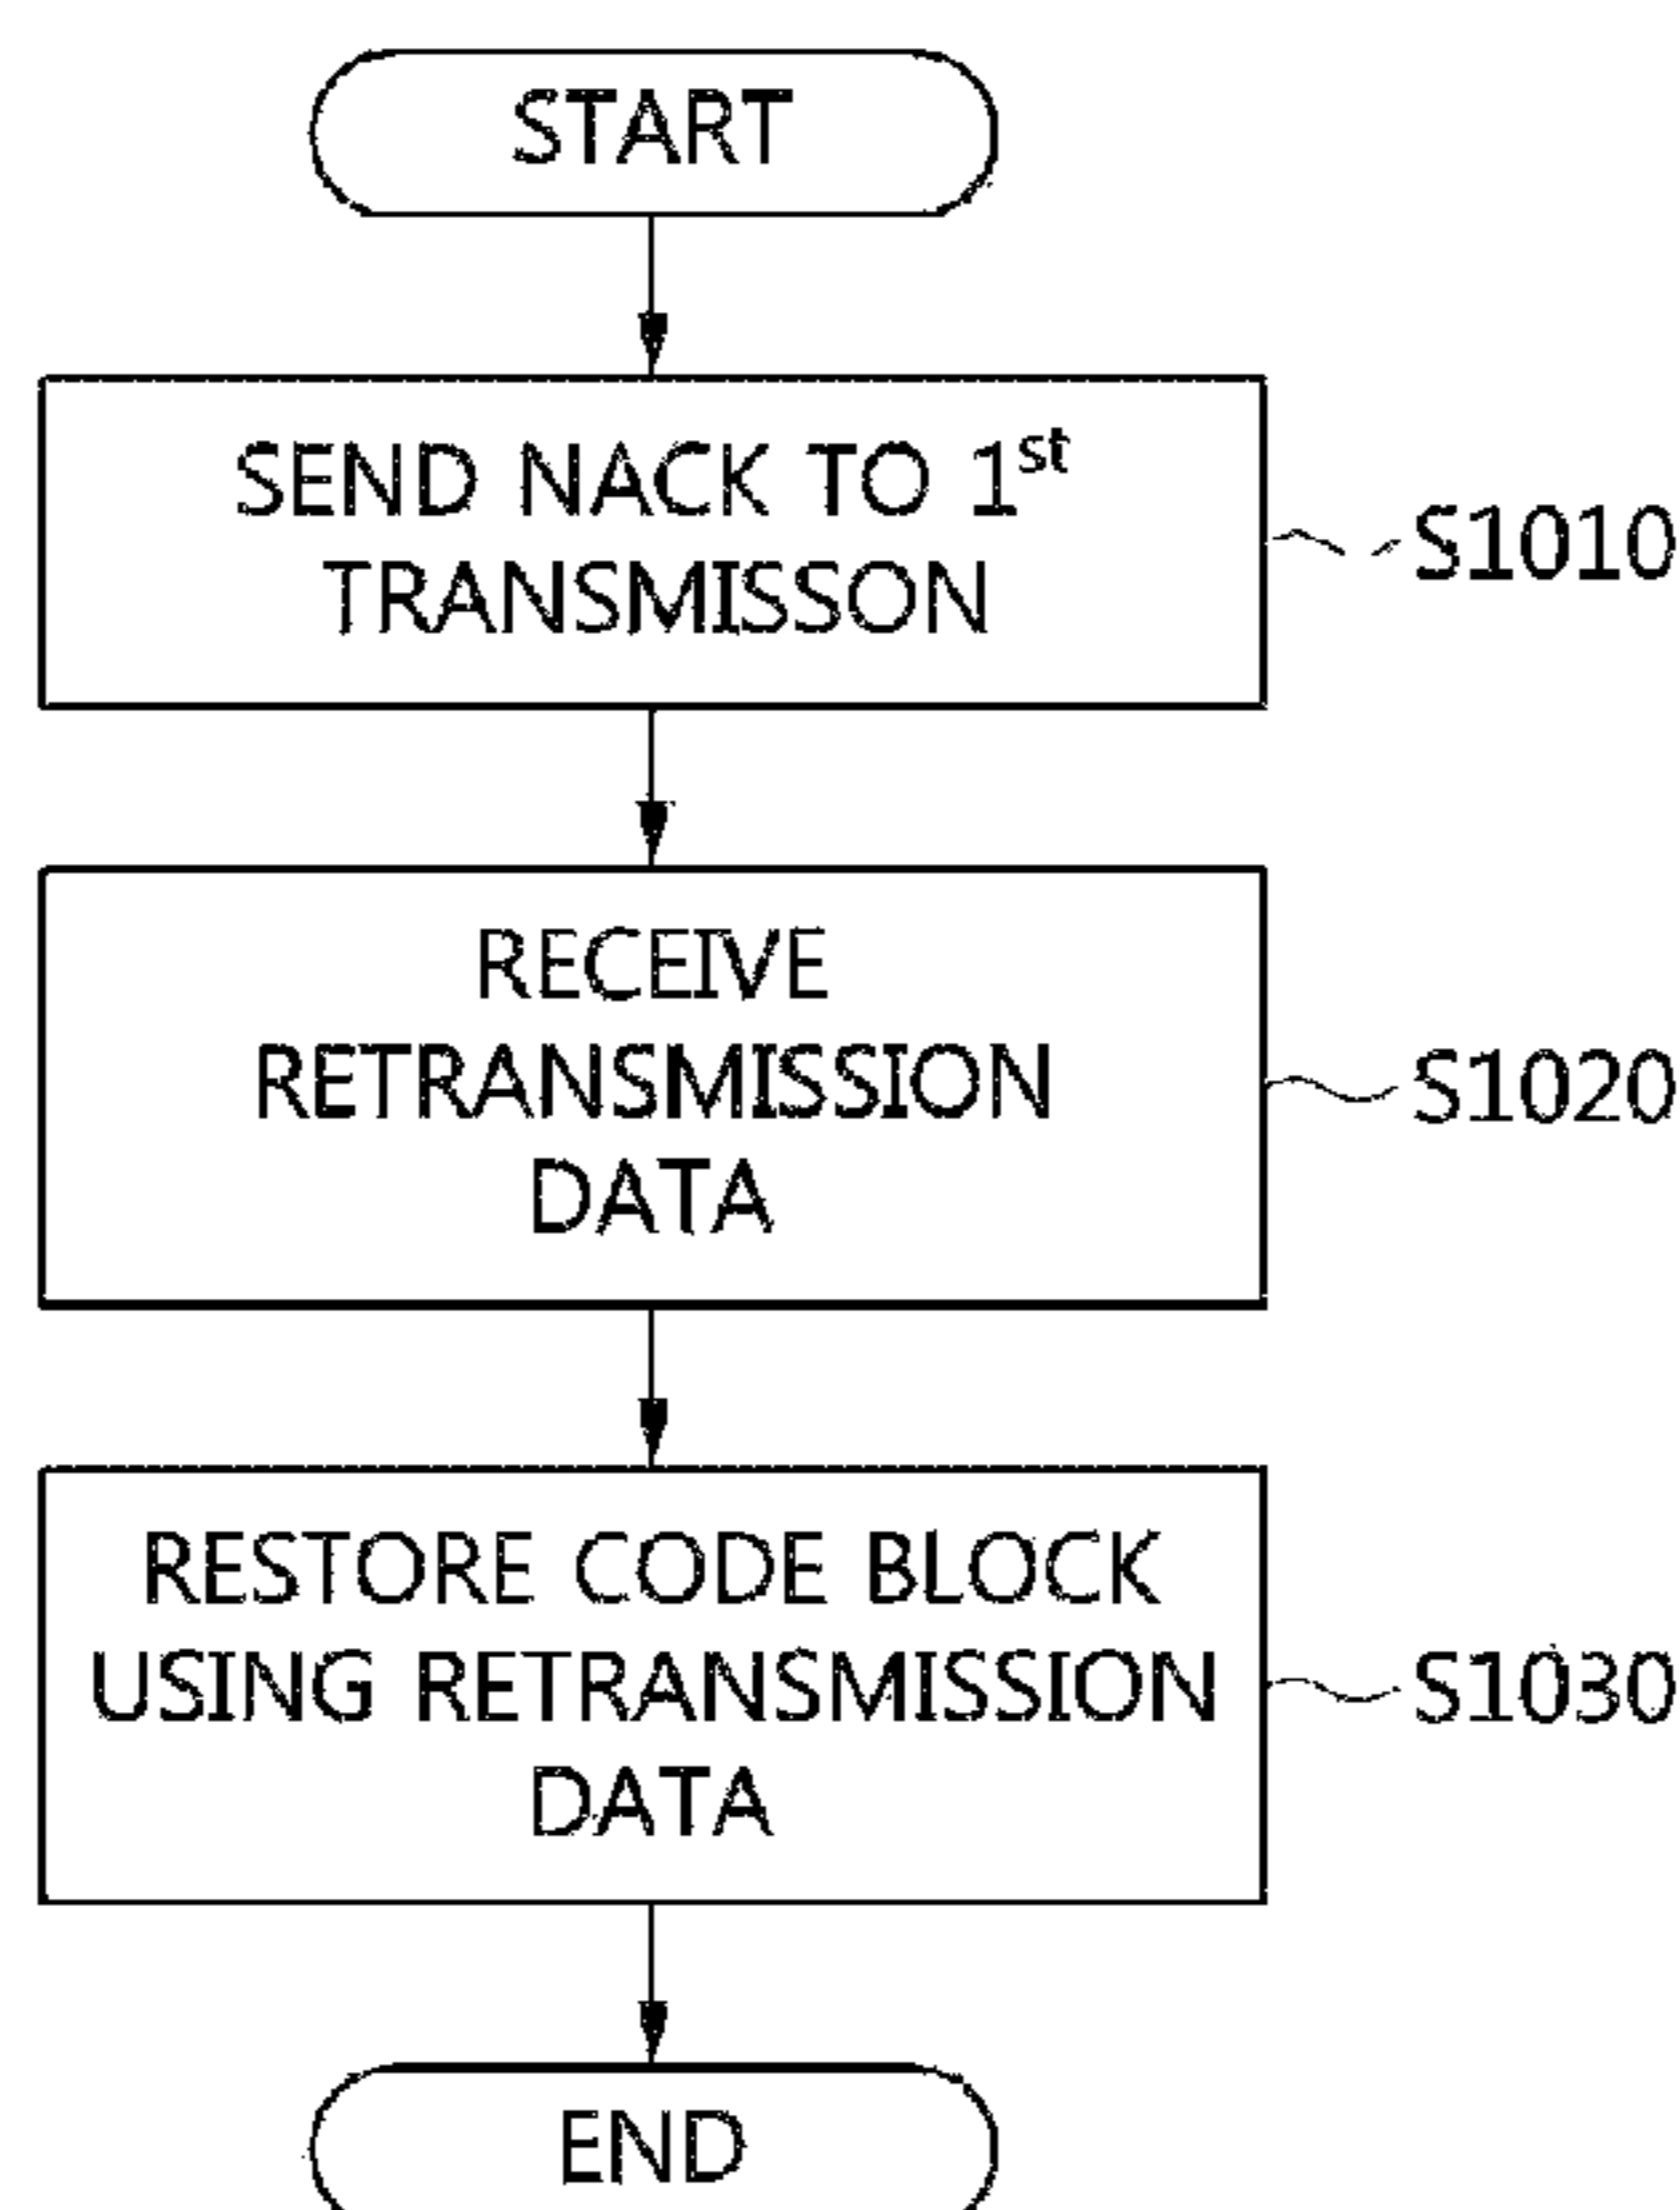 START
SEND NACK TO 1st
TRANSMISSON
S1010
RECEIVE
RETRANSMISSION
DATA
S1020
RESTORE CODE BLOCK
USING RETRANSMISSION
DATA
S1030
END